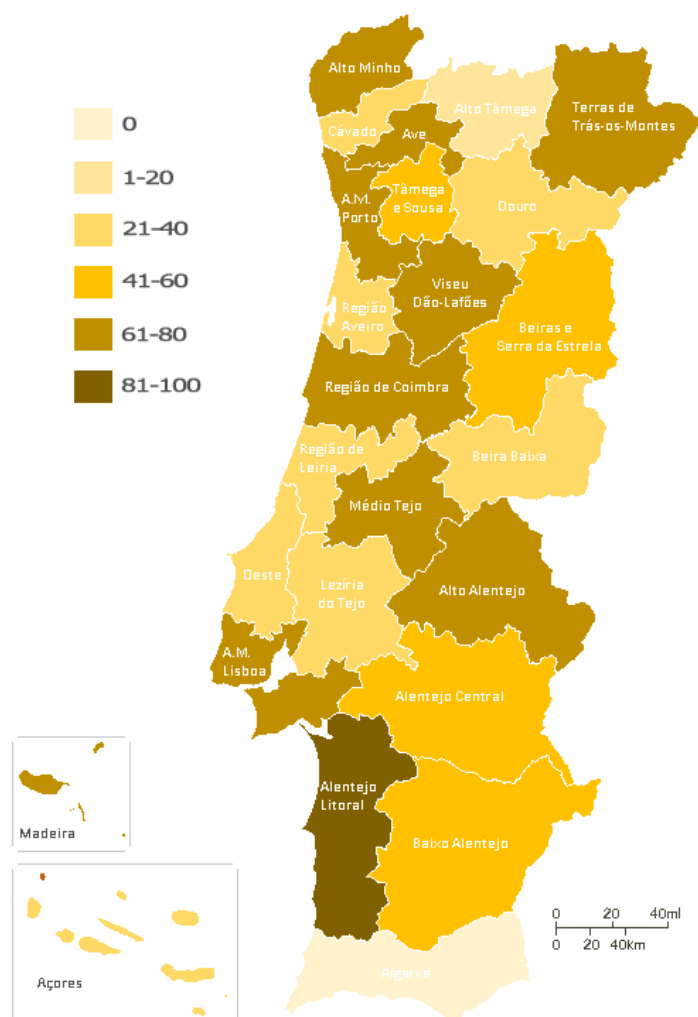 Alto Minho
Alto Tâmega
Terras de
Trás-os-Montes
0
Cávado
Ave
1-20
A.M.
Porto
Tâmega
e Sousa
Douro
21-40
41-60
Viseu
Dão-Lafões
Região
Aveiro
Beiras e
Serra da Estrela
61-80
81-100
Região de Coimbra
Região de
Leiria
Beira Baixa
Médio Tejo
Oeste
Lezíria
do Tejo
Alto Alentejo
A.M.
Lisboa
Alentejo Central
Alentejo
Litoral
Madeira
Baixo Alentejo
0 20 40ml
0 20 40km
Açores
Algarve